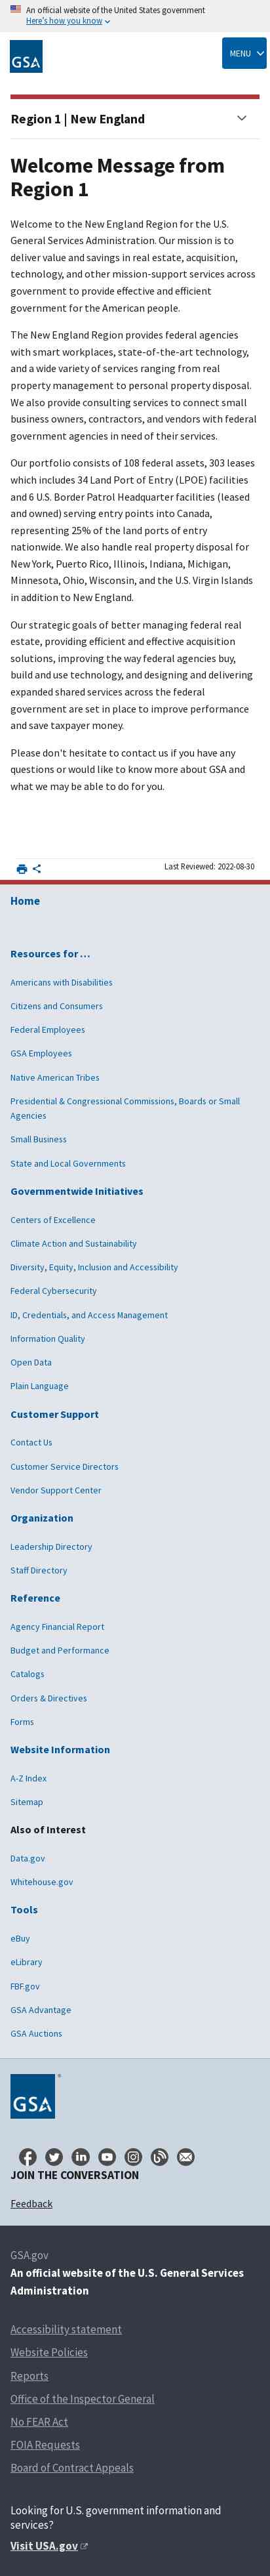 An official website of the United States government
Here's how you know
GSA
MENU
Region 1 | New England
Welcome Message from
Region 1
Welcome to the New England Region for the U.S.
General Services Administration. Our mission is to
deliver value and savings in real estate, acquisition,
technology, and other mission-support services across
the government to provide effective and efficient
government for the American people.
The New England Region provides federal agencies
with smart workplaces, state-of-the-art technology,
and a wide variety of services ranging from real
property management to personal property disposal.
We also provide consulting services to connect small
business owners, contractors, and vendors with federal
government agencies in need of their services.
Our portfolio consists of 108 federal assets, 303 leases
which includes 34 Land Port of Entry (LPOE) facilities
and 6 U.S. Border Patrol Headquarter facilities (leased
and owned) serving entry points into Canada,
representing 25% of the land ports of entry
nationwide. We also handle real property disposal for
New York, Puerto Rico, Illinois, Indiana, Michigan,
Minnesota, Ohio, Wisconsin, and the U.S. Virgin Islands
in addition to New England.
Our strategic goals of better managing federal real
estate, providing efficient and effective acquisition
solutions, improving the way federal agencies buy,
build and use technology, and designing and delivering
expanded shared services across the federal
government are set in place to improve performance
and save taxpayer money.
Please don't hesitate to contact us if you have any
questions or would like to know more about GSA and
what we may be able to do for you.
Last Reviewed: 2022-08-30
Home
Resources for …
Americans with Disabilities
Citizens and Consumers
Federal Employees
GSA Employees
Native American Tribes
Presidential & Congressional Commissions, Boards or Small
Agencies
Small Business
State and Local Governments
Governmentwide Initiatives
Centers of Excellence
Climate Action and Sustainability
Diversity, Equity, Inclusion and Accessibility
Federal Cybersecurity
ID, Credentials, and Access Management
Information Quality
Open Data
Plain Language
Customer Support
Contact Us
Customer Service Directors
Vendor Support Center
Organization
Leadership Directory
Staff Directory
Reference
Agency Financial Report
Budget and Performance
Catalogs
Orders & Directives
Forms
Website Information
A-Z Index
Sitemap
Also of Interest
Data.gov
Whitehouse.gov
Tools
eBuy
eLibrary
FBF.gov
GSA Advantage
GSA Auctions
GSA®
JOIN THE CONVERSATION
Feedback
GSA.gov
An official website of the U.S. General Services
Administration
Accessibility statement
Website Policies
Reports
Office of the Inspector General
No FEAR Act
FOIA Requests
Board of Contract Appeals
Looking for U.S. government information and
services?
Visit USA.gov